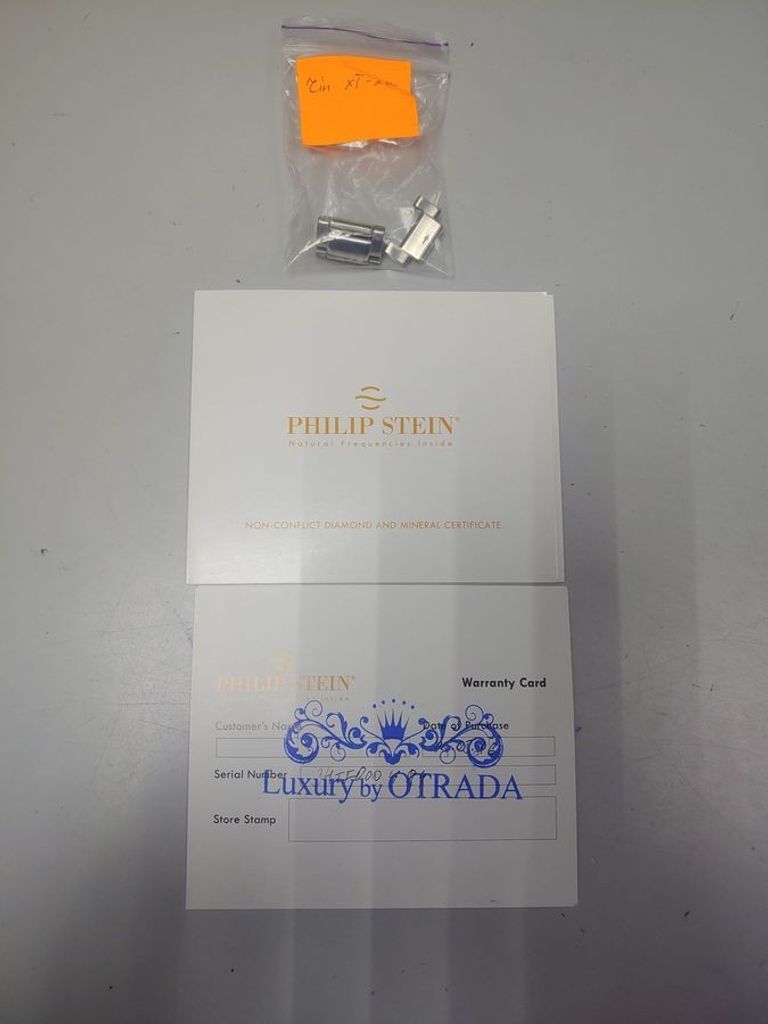 PHILIP STEIN®
Natural Frequencies Inside
NON-CONFLICT DIAMOND AND MINERAL CERTIFICATE
PHILIP STEIN®
Warranty Card
Customer's Name
Date of Purchase
Serial Number
Luxury by OTRADA
Store Stamp